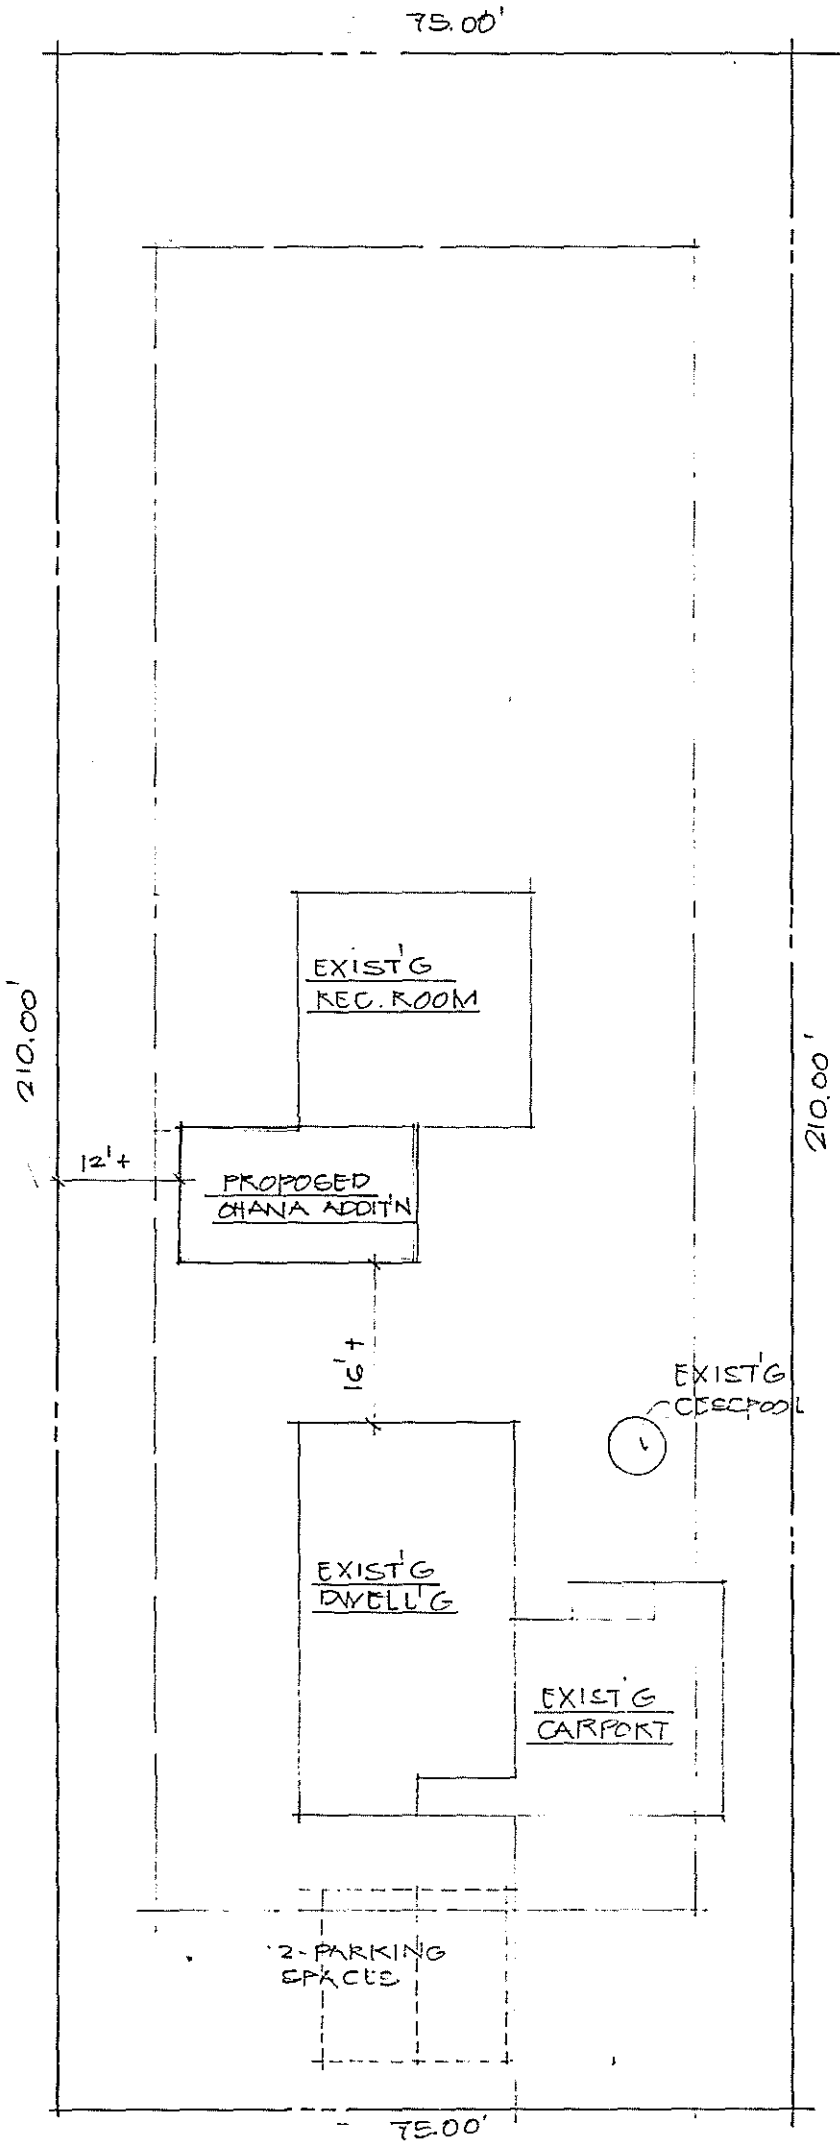 75.00'
EXIST'G
REC. ROOM
210.00'
210.00'
12'+
PROPOSED
OHANA ADDIT'N
16'+
EXIST'G
CESSPOOL
EXIST'G
DWELL'G
EXIST'G
CARPORT
2-PARKING
SPACES
75.00'